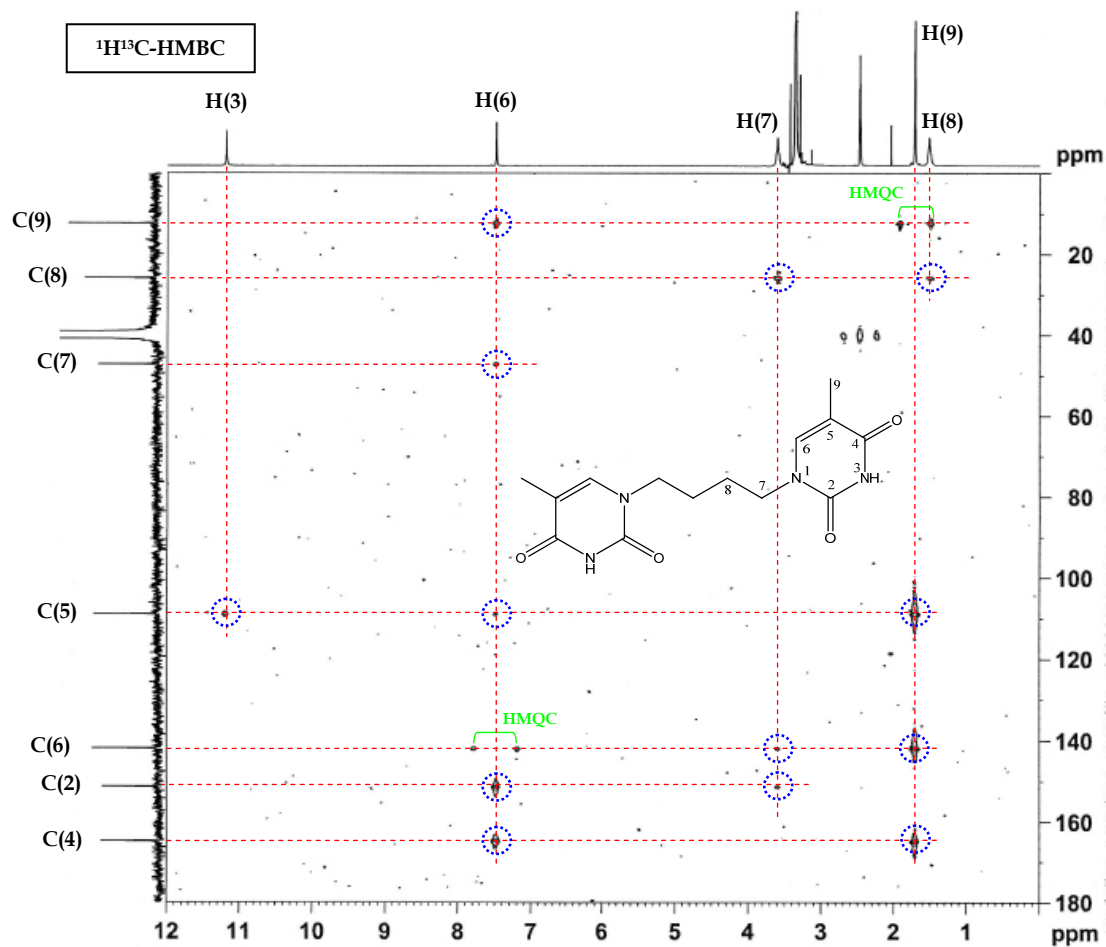 ¹H¹³C-HMBC
H(9)
H(3)
H(6)
H(7)
H(8)
ppm
HMQC
C(9)
C(8)
C(7)
C(5)
C(6)
C(2)
C(4)
20
40
60
80
100
120
140
160
180
9
O
5
4
6
N
1
3
NH
8
7
2
O
N
O
N
H
O
HMQC
12 11 10 9 8 7 6 5 4 3 2 1 ppm